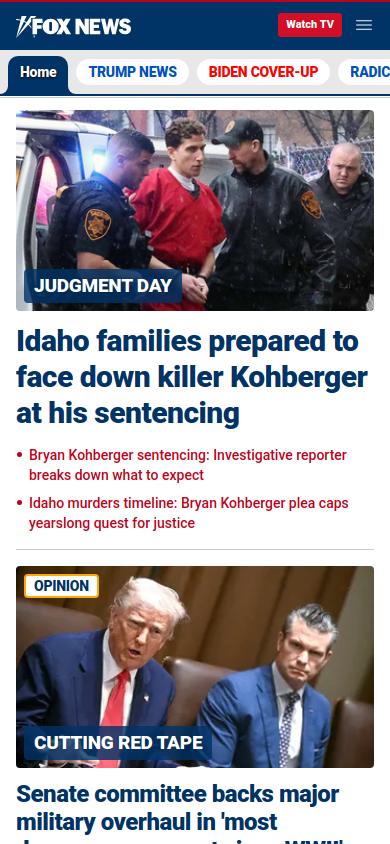 FOX NEWS
Watch TV
Home
TRUMP NEWS
BIDEN COVER-UP
RADIC
JUDGMENT DAY
Idaho families prepared to
face down killer Kohberger
at his sentencing
Bryan Kohberger sentencing: Investigative reporter
breaks down what to expect
Idaho murders timeline: Bryan Kohberger plea caps
yearslong quest for justice
OPINION
CUTTING RED TAPE
Senate committee backs major
military overhaul in 'most